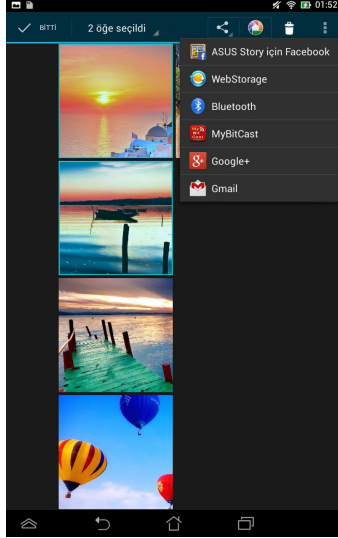 01:52
BİTTİ
2 öğe seçildi
ASUS Story için Facebook
WebStorage
Bluetooth
MyBitCast
Google+
Gmail